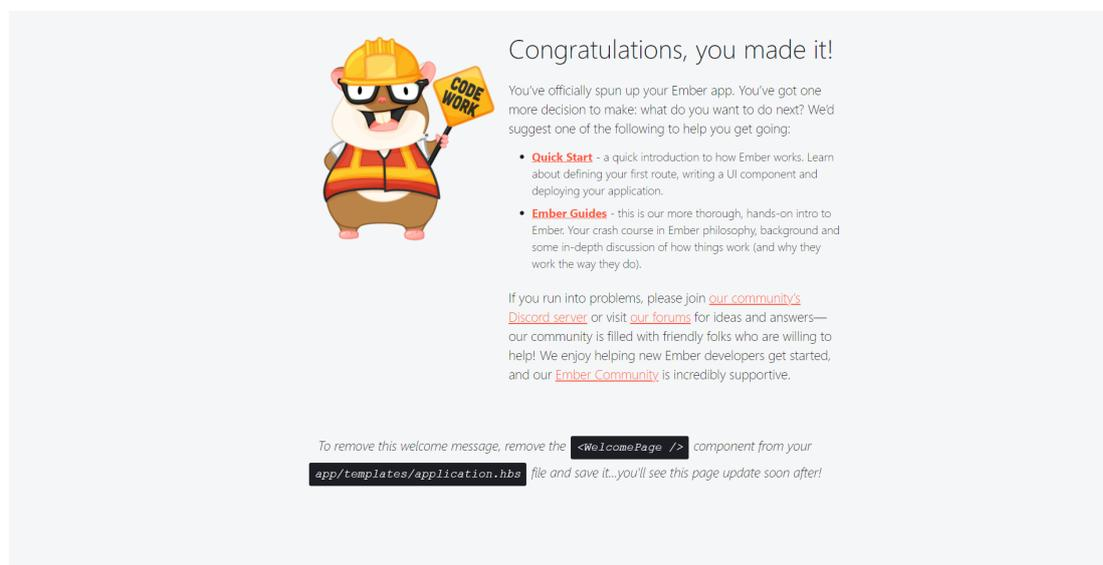 CODE
WORK
Congratulations, you made it!
You’ve officially spun up your Ember app. You’ve got one
more decision to make: what do you want to do next? We’d
suggest one of the following to help you get going:
• Quick Start - a quick introduction to how Ember works. Learn
about defining your first route, writing a UI component and
deploying your application.
• Ember Guides - this is our more thorough, hands-on intro to
Ember. Your crash course in Ember philosophy, background and
some in-depth discussion of how things work (and why they
work the way they do).
If you run into problems, please join our community’s
Discord server or visit our forums for ideas and answers—
our community is filled with friendly folks who are willing to
help! We enjoy helping new Ember developers get started,
and our Ember Community is incredibly supportive.
To remove this welcome message, remove the <WelcomePage /> component from your
app/templates/application.hbs file and save it...you'll see this page update soon after!